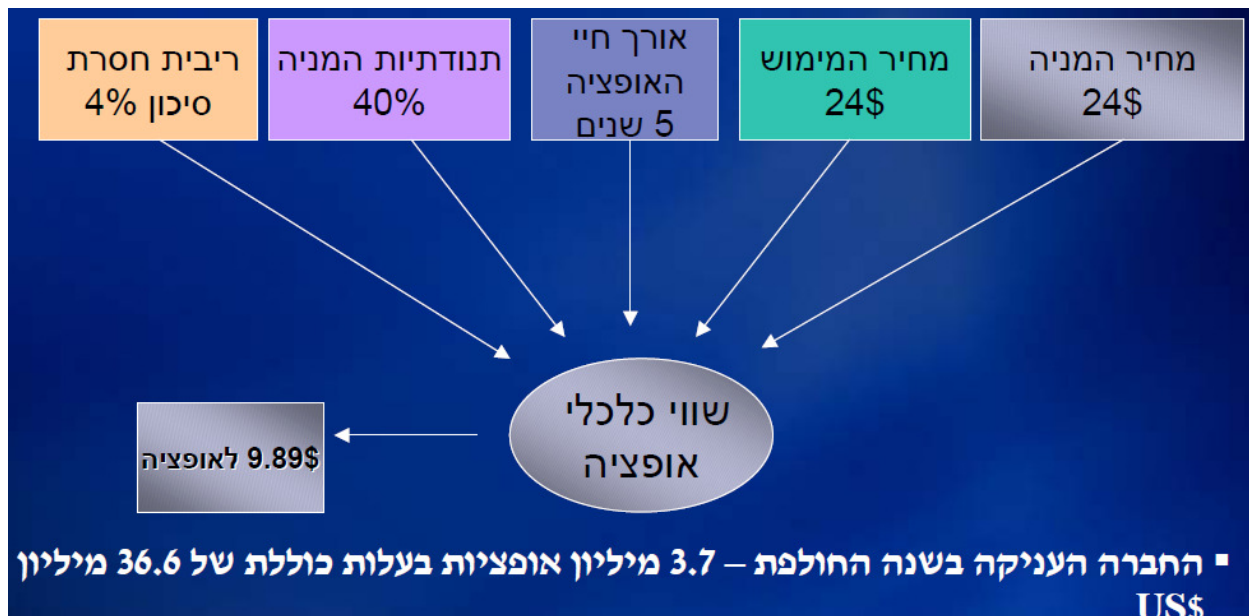 מחיר המניה
24$
מחיר המימוש
24$
אורך חיי
האופציה
5 שנים
תנודתיות המניה
40%
ריבית חסרת
סיכון 4%
שווי כלכלי
אופציה
9.89$ לאופציה
▪ החברה העניקה בשנה החולפת – 3.7 מיליון אופציות בעלות כוללת של 36.6 מיליון
US$